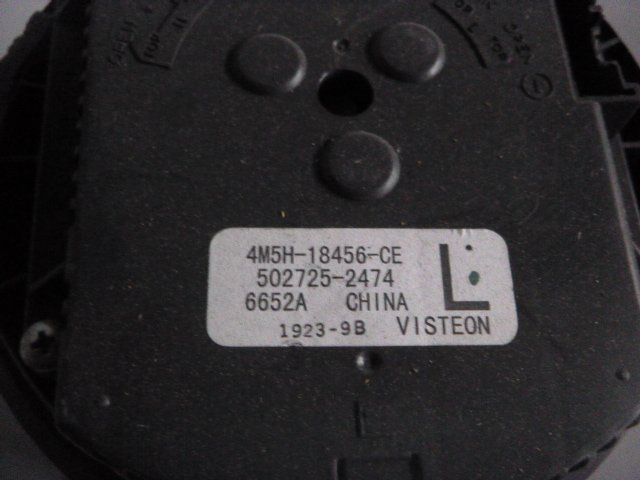 4M5H-18456-CE
502725-2474
6652A CHINA
1923-9B VISTEON
L